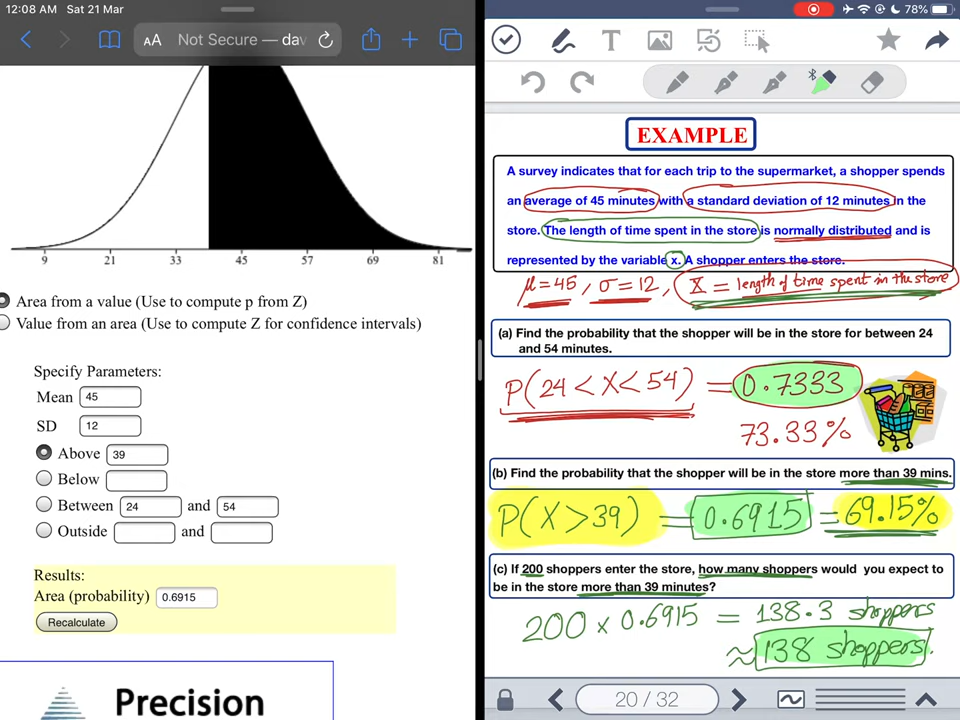 12:08 AM Sat 21 Mar
78%
AA Not Secure — dav
T
9 21 33 45 57 69 81
Area from a value (Use to compute p from Z)
Value from an area (Use to compute Z for confidence intervals)
Specify Parameters:
Mean 45
SD 12
Above 39
Below
Between 24 and 54
Outside and
Results:
Area (probability) 0.6915
Recalculate
Precision
EXAMPLE
A survey indicates that for each trip to the supermarket, a shopper spends
an average of 45 minutes with a standard deviation of 12 minutes in the
store. The length of time spent in the store is normally distributed and is
represented by the variable x. A shopper enters the store.
μ = 45, σ = 12, X = length of time spent in the store
(a) Find the probability that the shopper will be in the store for between 24
and 54 minutes.
P(24 < X < 54) = 0.7333
73.33%
(b) Find the probability that the shopper will be in the store more than 39 mins.
P(X > 39) = 0.6915 = 69.15%
(c) If 200 shoppers enter the store, how many shoppers would you expect to
be in the store more than 39 minutes?
200 × 0.6915 = 138.3 shoppers
≈ 138 shoppers.
20 / 32